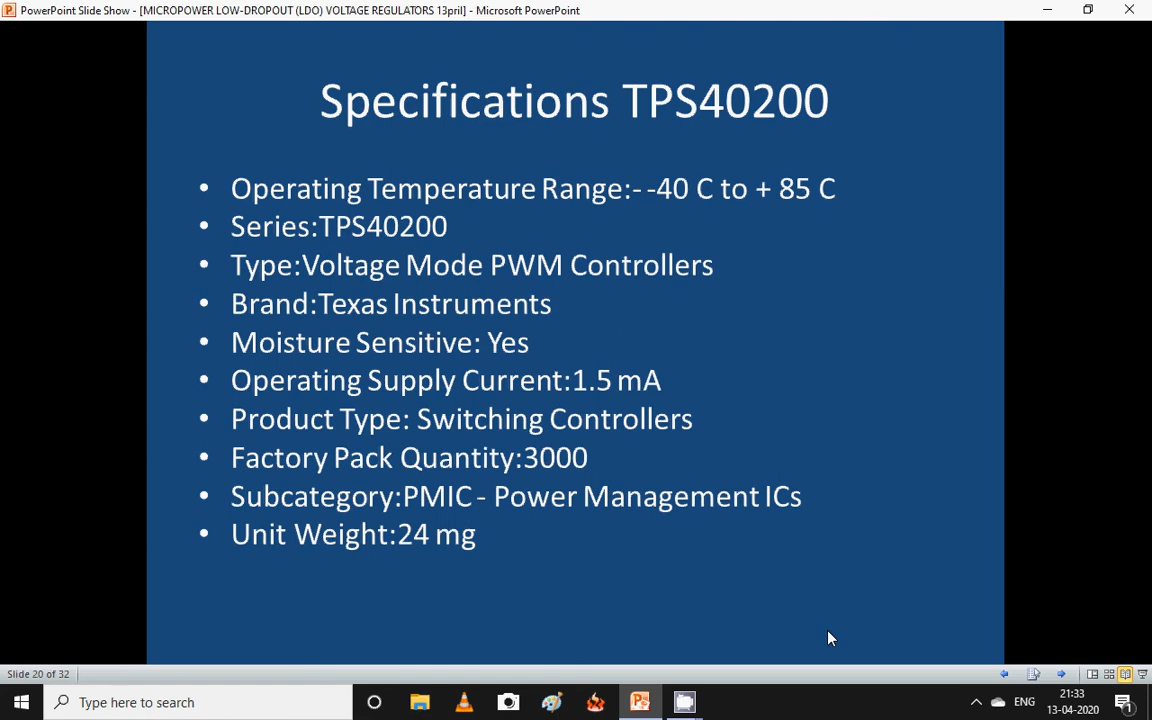 PowerPoint Slide Show - [MICROPOWER LOW-DROPOUT (LDO) VOLTAGE REGULATORS 13pril] - Microsoft PowerPoint
Specifications TPS40200
• Operating Temperature Range:- -40 C to + 85 C
• Series:TPS40200
• Type:Voltage Mode PWM Controllers
• Brand:Texas Instruments
• Moisture Sensitive: Yes
• Operating Supply Current:1.5 mA
• Product Type: Switching Controllers
• Factory Pack Quantity:3000
• Subcategory:PMIC - Power Management ICs
• Unit Weight:24 mg
Slide 20 of 32
Type here to search
ENG
21:33
13-04-2020
1